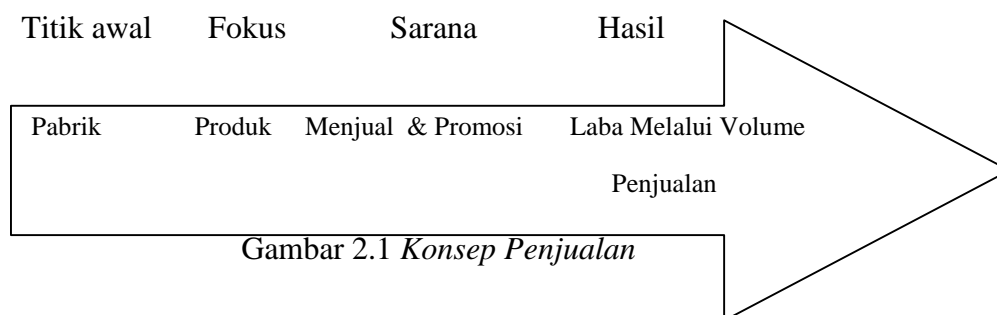 Titik awal Fokus Sarana Hasil
Pabrik Produk Menjual & Promosi Laba Melalui Volume
Penjualan
Gambar 2.1 Konsep Penjualan